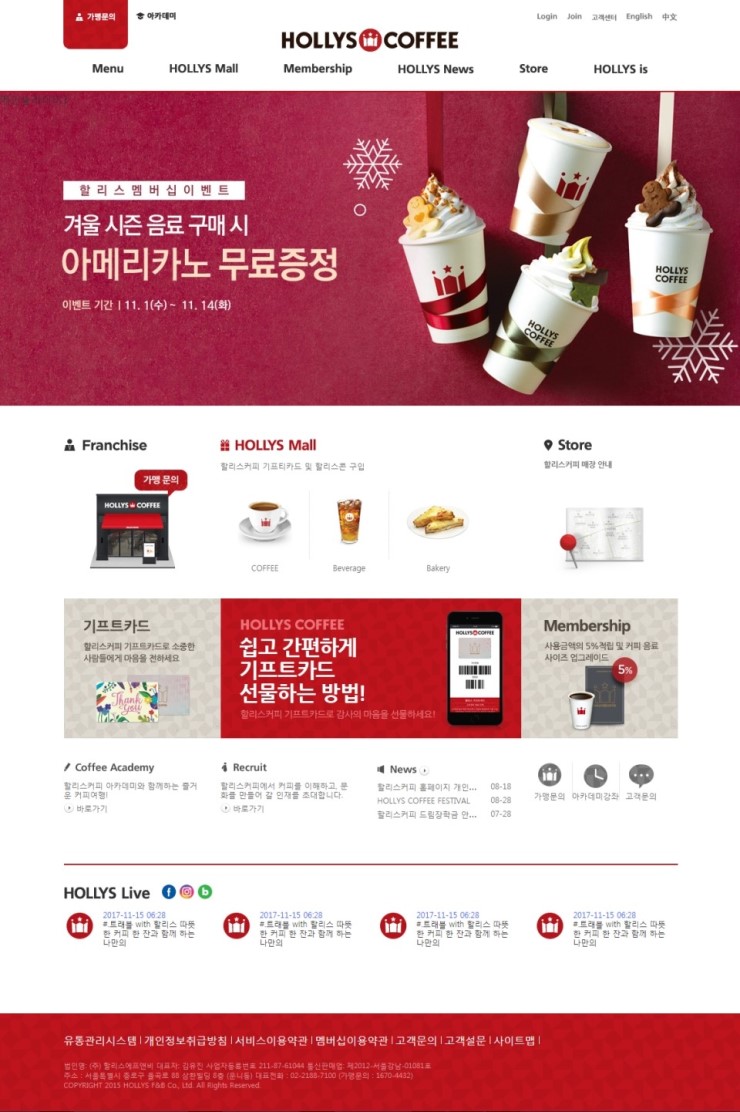 가맹문의
아카데미
Login Join 고객센터 English 中文
HOLLYS COFFEE
Menu HOLLYS Mall Membership HOLLYS News Store HOLLYS is
할리스멤버십이벤트
겨울 시즌 음료 구매 시
아메리카노 무료증정
이벤트 기간 | 11. 1(수) ~ 11. 14(화)
HOLLYS COFFEE
HOLLYS COFFEE
Franchise
가맹 문의
HOLLYS COFFEE
HOLLYS Mall
할리스커피 기프티카드 및 할리스콘 구입
COFFEE Beverage Bakery
Store
할리스커피 매장 안내
기프트카드
할리스커피 기프트카드로 소중한
사람들에게 마음을 전하세요
Thank You
HOLLYS COFFEE
쉽고 간편하게
기프트카드
선물하는 방법!
할리스커피 기프트카드로 감사의 마음을 선물하세요!
HOLLYS COFFEE
Membership
사용금액의 5%적립 및 커피 음료
사이즈 업그레이드
5%
Coffee Academy
할리스커피 아카데미와 함께하는 즐거
운 커피여행!
바로가기
Recruit
할리스커피에서 커피를 이해하고, 문
화를 만들어 갈 인재를 초대합니다.
바로가기
News
할리스커피 홈페이지 개인... 08-18
HOLLYS COFFEE FESTIVAL 08-28
할리스커피 드림장학금 안... 07-28
가맹문의 아카데미강좌 고객문의
HOLLYS Live
2017-11-15 06:28
#.트래블 with 할리스 따뜻
한 커피 한 잔과 함께 하는
나만의
2017-11-15 06:28
#.트래블 with 할리스 따뜻
한 커피 한 잔과 함께 하는
나만의
2017-11-15 06:28
#.트래블 with 할리스 따뜻
한 커피 한 잔과 함께 하는
나만의
2017-11-15 06:28
#.트래블 with 할리스 따뜻
한 커피 한 잔과 함께 하는
나만의
유통관리시스템 | 개인정보취급방침 | 서비스이용약관 | 멤버십이용약관 | 고객문의 | 고객설문 | 사이트맵 |
법인명: (주) 할리스에프앤비 대표자: 김유진 사업자등록번호 211-87-61044 통신판매업: 제2012-서울강남-01081호
주소 : 서울특별시 종로구 율곡로 88 삼환빌딩 8층 (운니동) 대표전화 : 02-2188-7100 (가맹문의 : 1670-4402)
COPYRIGHT 2015 HOLLYS F&B Co., Ltd. All Rights Reserved.